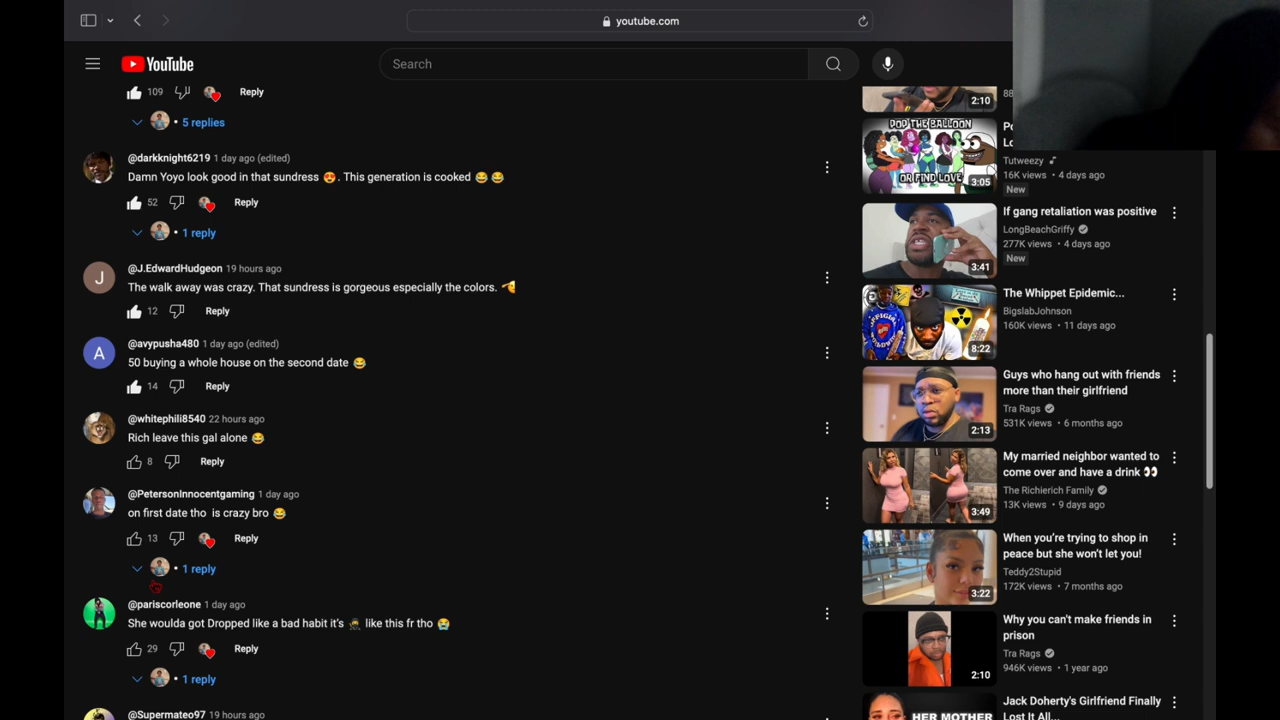 youtube.com
YouTube
Search
109
Reply
5 replies
@darkknight6219 1 day ago (edited)
Damn Yoyo look good in that sundress 😍. This generation is cooked 😂 😂
52
Reply
1 reply
J
@J.EdwardHudgeon 19 hours ago
The walk away was crazy. That sundress is gorgeous especially the colors.
12
Reply
A
@avypusha480 1 day ago (edited)
50 buying a whole house on the second date 😂
14
Reply
@whitephili8540 22 hours ago
Rich leave this gal alone 😂
8
Reply
@PetersonInnocentgaming 1 day ago
on first date tho is crazy bro 😂
13
Reply
1 reply
@pariscorleone 1 day ago
She woulda got Dropped like a bad habit it's 🥷 like this fr tho 😭
29
Reply
1 reply
@Supermateo97 19 hours ago
2:10
88
POP THE BALLOON
OR FIND LOVE
3:05
Tutweezy
16K views • 4 days ago
New
3:41
If gang retaliation was positive
LongBeachGriffy
277K views • 4 days ago
New
8:22
The Whippet Epidemic...
BigslabJohnson
160K views • 11 days ago
2:13
Guys who hang out with friends
more than their girlfriend
Tra Rags
531K views • 6 months ago
3:49
My married neighbor wanted to
come over and have a drink 👀
The Richierich Family
13K views • 9 days ago
3:22
When you're trying to shop in
peace but she won't let you!
Teddy2Stupid
172K views • 7 months ago
2:10
Why you can't make friends in
prison
Tra Rags
946K views • 1 year ago
HER MOTHER
Jack Doherty's Girlfriend Finally
Lost It All...